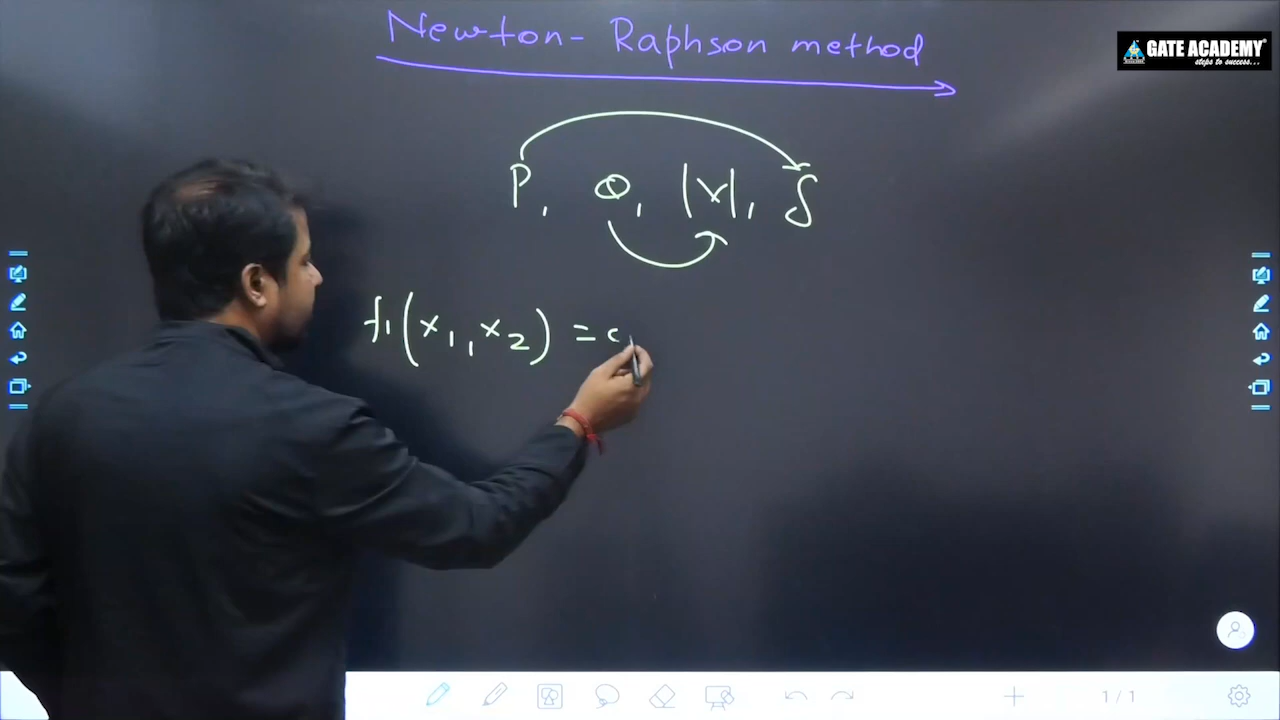 Newton-Raphson method
GATE ACADEMY®
steps to success...
P, Q, |V|, δ
f1(x1, x2) = c
1 / 1